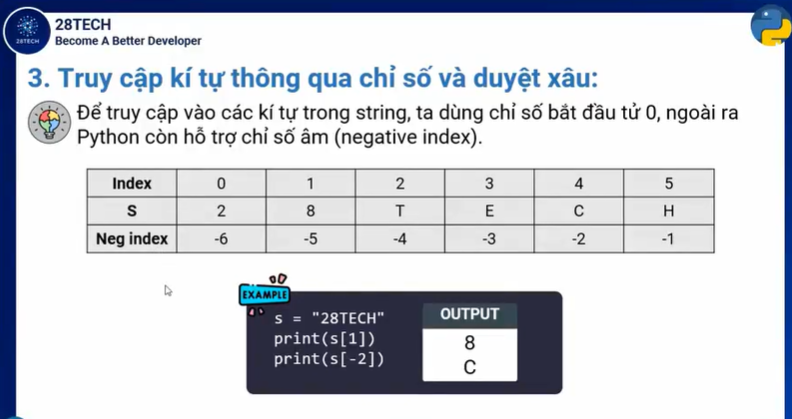 28TECH
Become A Better Developer
28TECH
3. Truy cập kí tự thông qua chỉ số và duyệt xâu:
Để truy cập vào các kí tự trong string, ta dùng chỉ số bắt đầu tử 0, ngoài ra
Python còn hỗ trợ chỉ số âm (negative index).
Index 0 1 2 3 4 5
S 2 8 T E C H
Neg index -6 -5 -4 -3 -2 -1
EXAMPLE
s = "28TECH"
print(s[1])
print(s[-2])
OUTPUT
8
C